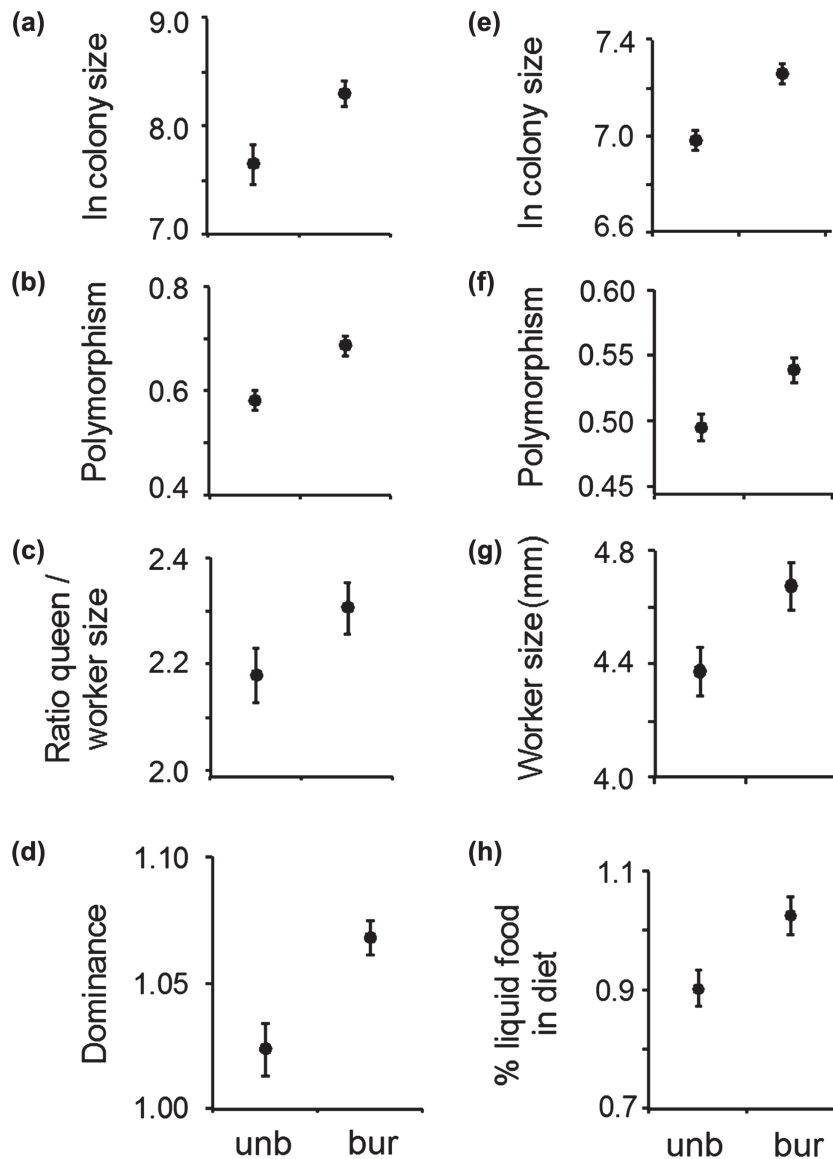 (a)
ln colony size
9.0
8.0
7.0
(b)
Polymorphism
0.8
0.6
0.4
(c)
Ratio queen /
worker size
2.4
2.2
2.0
(d)
Dominance
1.10
1.05
1.00
unb bur
(e)
ln colony size
7.4
7.0
6.6
(f)
Polymorphism
0.60
0.55
0.50
0.45
(g)
Worker size (mm)
4.8
4.4
4.0
(h)
% liquid food
in diet
1.1
0.9
0.7
unb bur